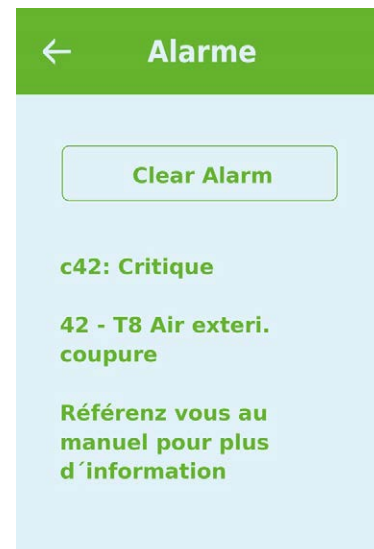 Alarme
Clear Alarm
c42: Critique
42 - T8 Air exteri.
coupure
Référenz vous au
manuel pour plus
d´information